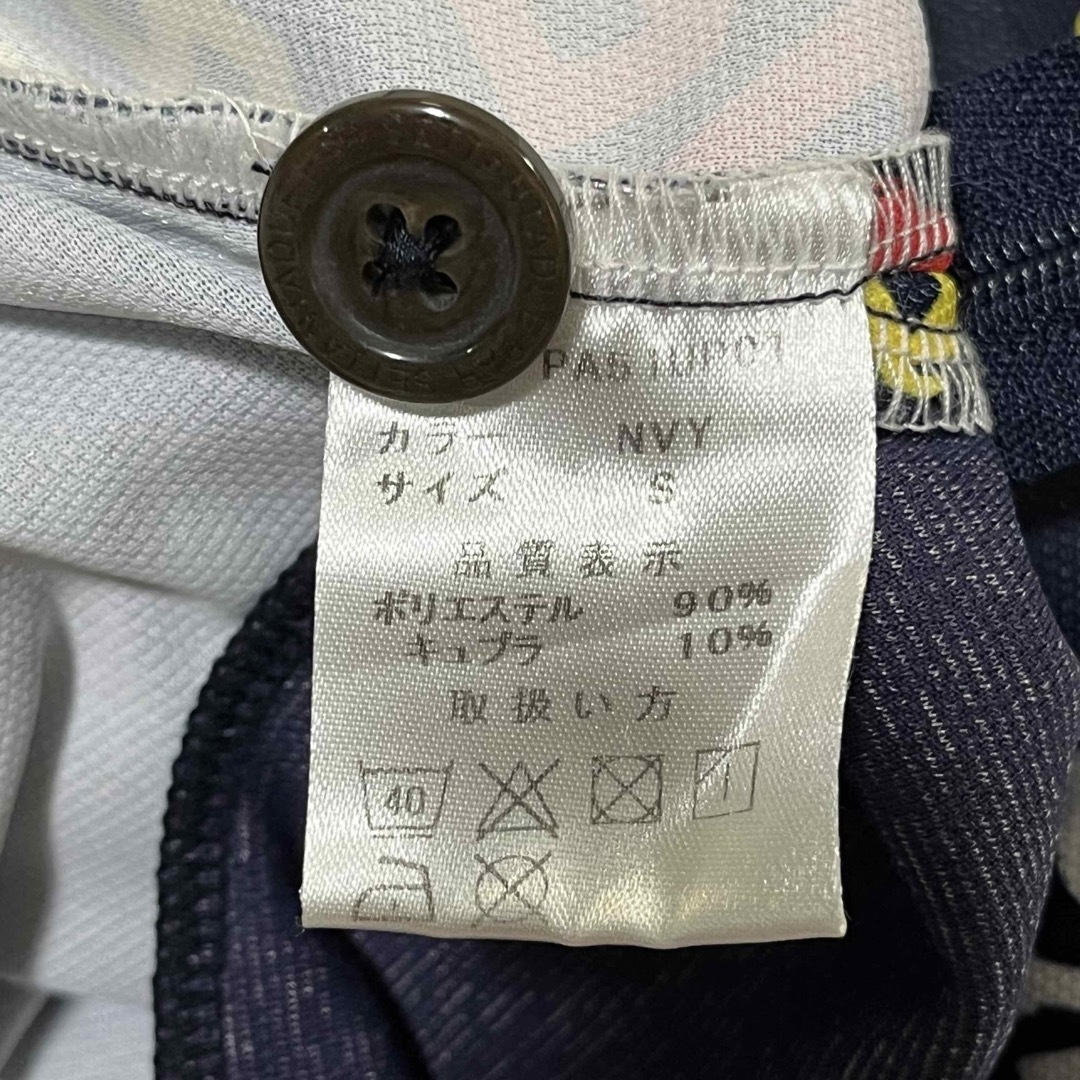 カラー NVY
サイズ S
品質表示
ポリエステル 90%
キュプラ 10%
取扱い方
40